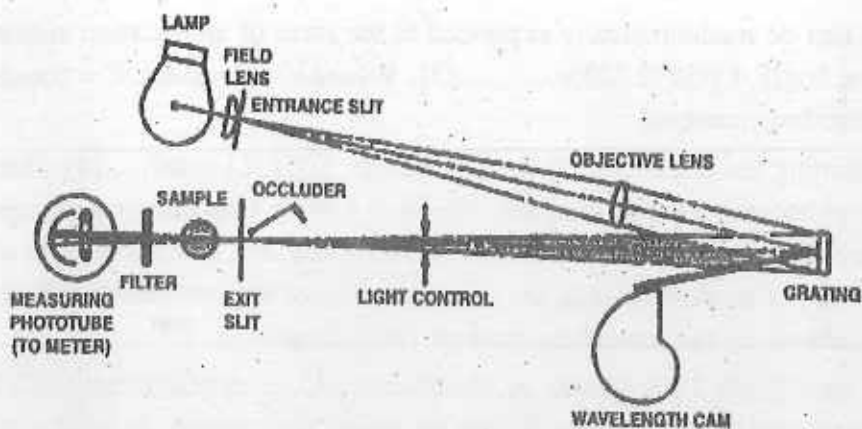 LAMP
FIELD
LENS
ENTRANCE SLIT
OBJECTIVE LENS
OCCLUDER
SAMPLE
FILTER
MEASURING
PHOTOTUBE
(TO METER)
EXIT
SLIT
LIGHT CONTROL
GRATING
WAVELENGTH CAM